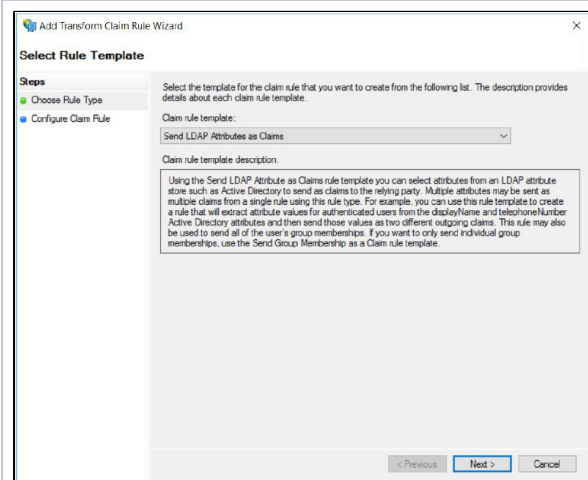 Add Transform Claim Rule Wizard
Select Rule Template
Steps
Choose Rule Type
Configure Claim Rule
Select the template for the claim rule that you want to create from the following list. The description provides
details about each claim rule template.
Claim rule template:
Send LDAP Attributes as Claims
Claim rule template description:
Using the Send LDAP Attribute as Claims rule template you can select attributes from an LDAP attribute
store such as Active Directory to send as claims to the relying party. Multiple attributes may be sent as
multiple claims from a single rule using this rule type. For example, you can use this rule template to create
a rule that will extract attribute values for authenticated users from the displayName and telephoneNumber
Active Directory attributes and then send those values as two different outgoing claims. This rule may also
be used to send all of the user's group memberships. If you want to only send individual group
memberships, use the Send Group Membership as a Claim rule template.
< Previous
Next >
Cancel